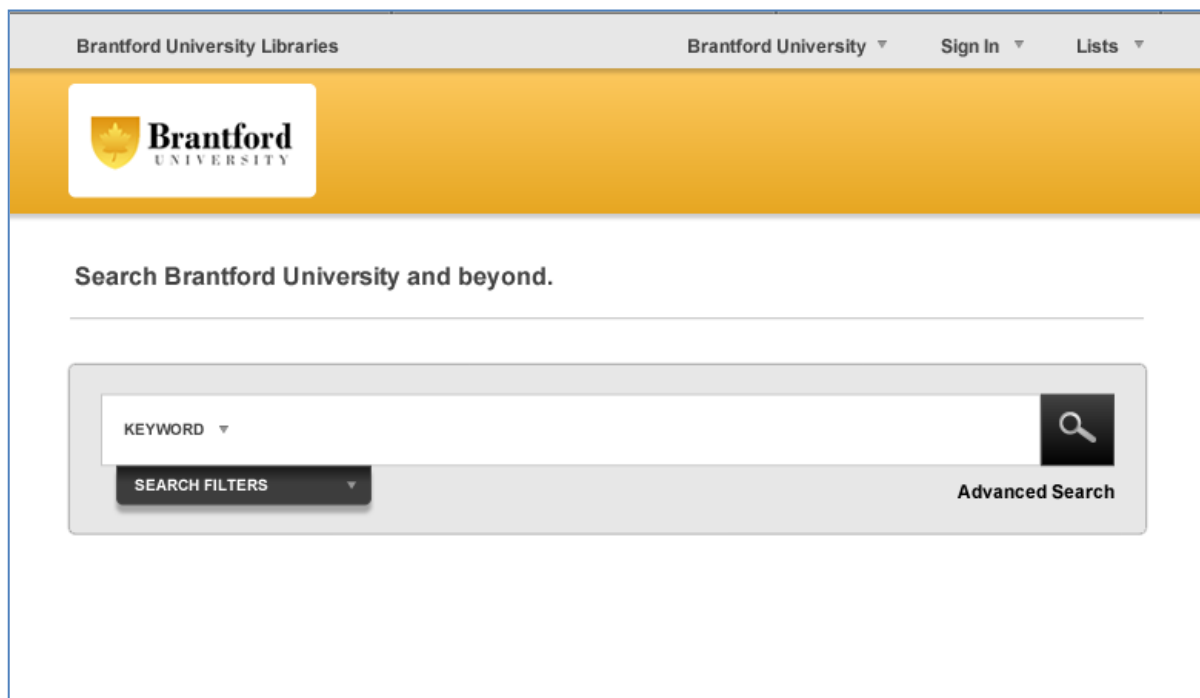 Brantford University Libraries Brantford University Sign In Lists
Brantford
UNIVERSITY
Search Brantford University and beyond.
KEYWORD
SEARCH FILTERS
Advanced Search